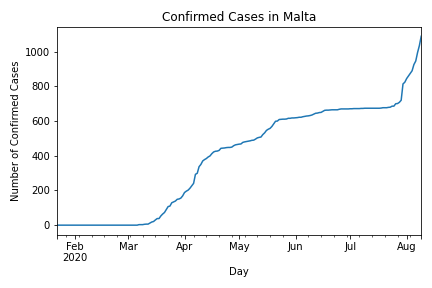 Confirmed Cases in Malta
Number of Confirmed Cases
1000
800
600
400
200
0
Feb Mar Apr May Jun Jul Aug
2020
Day